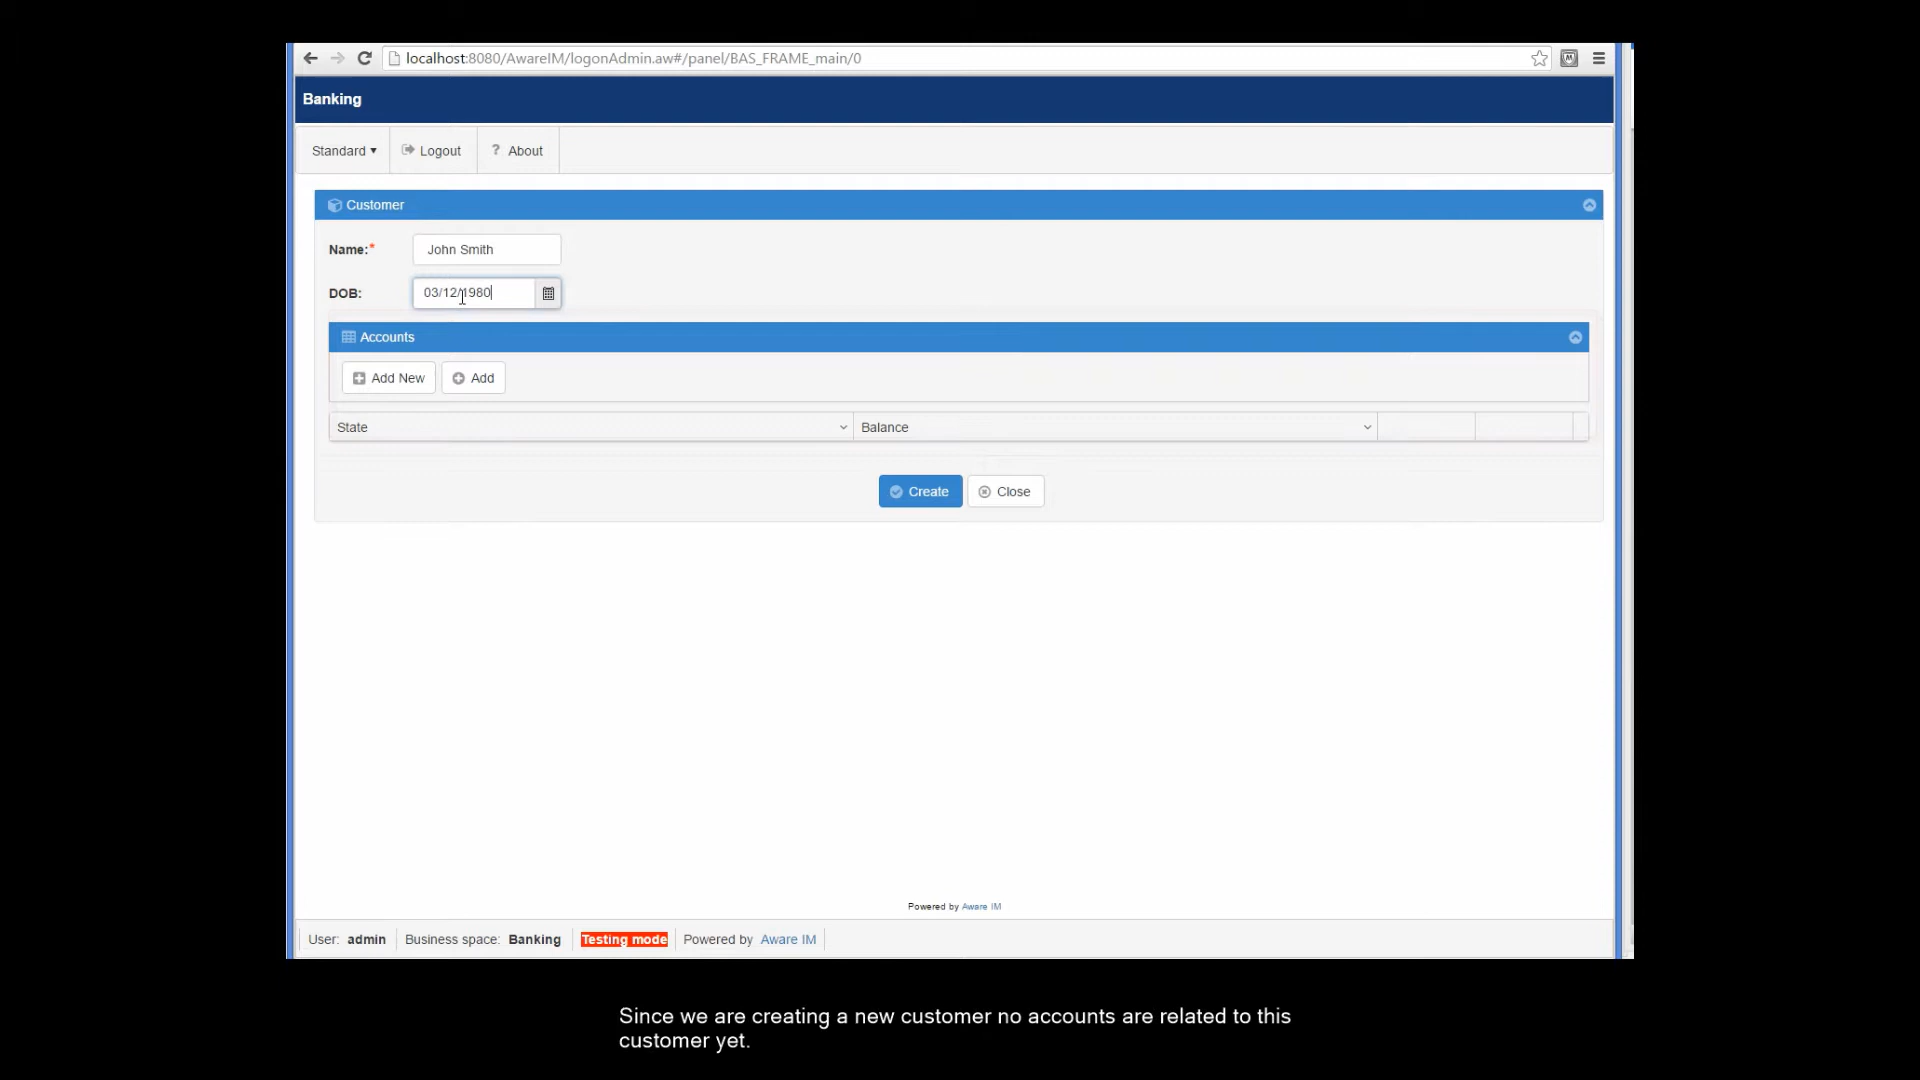 localhost:8080/AwareIM/logonAdmin.aw#/panel/BAS_FRAME_main/0
Banking
Standard Logout ? About
Customer
Name:* John Smith
DOB: 03/12/1980
Accounts
Add New Add
State Balance
Create Close
Powered by Aware IM
User: admin Business space: Banking Testing mode Powered by Aware IM
Since we are creating a new customer no accounts are related to this
customer yet.